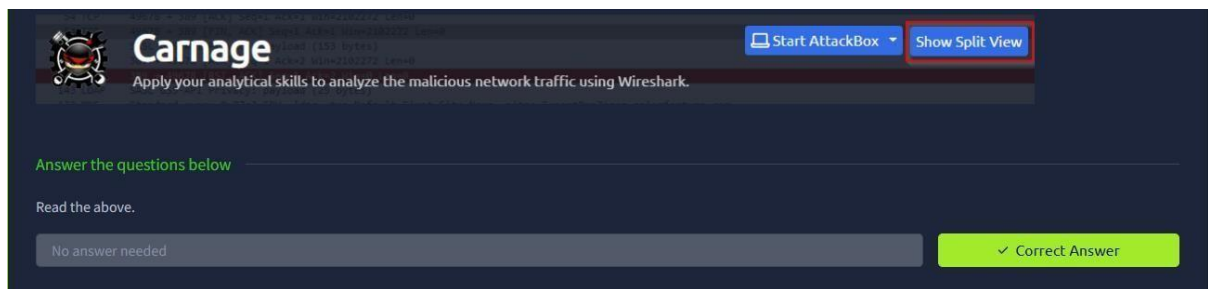 Carnage
Start AttackBox
Show Split View
Apply your analytical skills to analyze the malicious network traffic using Wireshark.
Answer the questions below
Read the above.
No answer needed
✓ Correct Answer